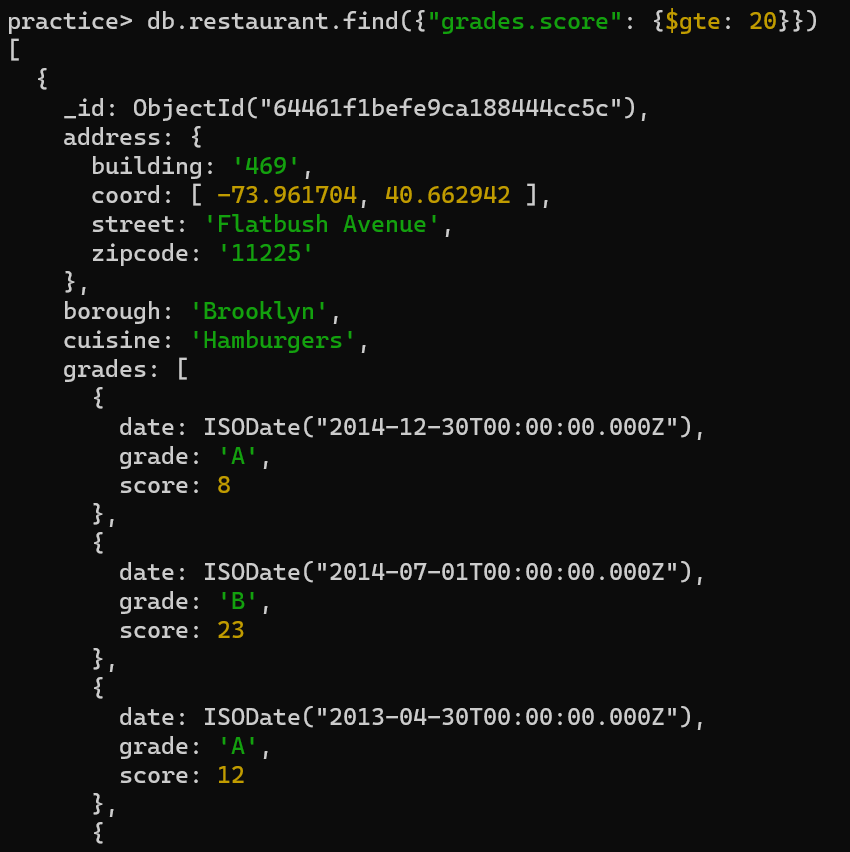 practice> db.restaurant.find({"grades.score": {$gte: 20}})
[
  {
    _id: ObjectId("64461f1befe9ca188444cc5c"),
    address: {
      building: '469',
      coord: [ -73.961704, 40.662942 ],
      street: 'Flatbush Avenue',
      zipcode: '11225'
    },
    borough: 'Brooklyn',
    cuisine: 'Hamburgers',
    grades: [
      {
        date: ISODate("2014-12-30T00:00:00.000Z"),
        grade: 'A',
        score: 8
      },
      {
        date: ISODate("2014-07-01T00:00:00.000Z"),
        grade: 'B',
        score: 23
      },
      {
        date: ISODate("2013-04-30T00:00:00.000Z"),
        grade: 'A',
        score: 12
      },
      {